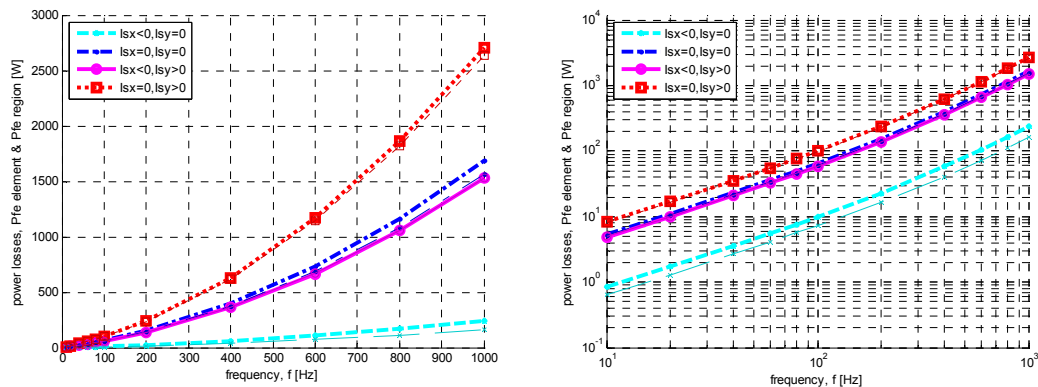 power losses, Pfe element & Pfe region [W]
3000
2500
2000
1500
1000
500
0
Isx<0,Isy=0
Isx=0,Isy=0
Isx<0,Isy>0
Isx=0,Isy>0
0 100 200 300 400 500 600 700 800 900 1000
frequency, f [Hz]
power losses, Pfe element & Pfe region [W]
10^4
10^3
10^2
10^1
10^0
10^-1
Isx<0,Isy=0
Isx=0,Isy=0
Isx<0,Isy>0
Isx=0,Isy>0
10^1 10^2 10^3
frequency, f [Hz]